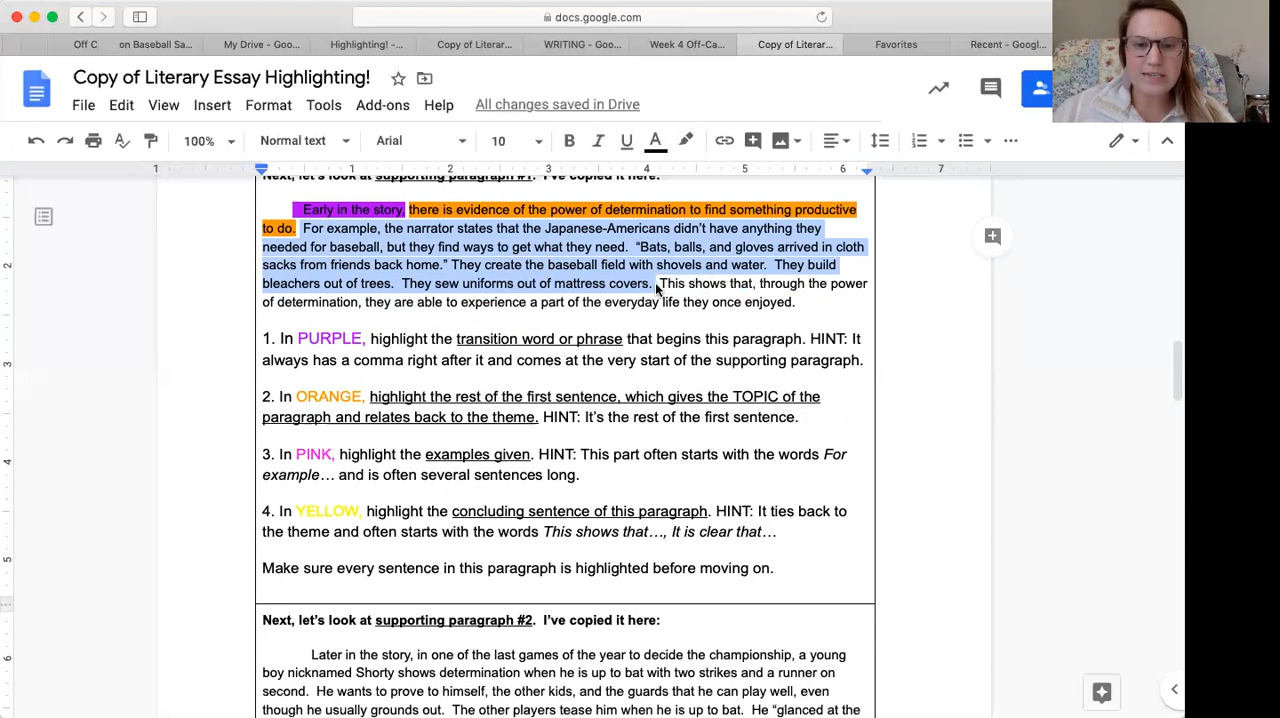 docs.google.com
Off C
on Baseball Sa...
My Drive - Goo...
Highlighting! -...
Copy of Literar...
WRITING - Goo...
Week 4 Off-Ca...
Copy of Literar...
Favorites
Recent - Googl...
Copy of Literary Essay Highlighting!
File Edit View Insert Format Tools Add-ons Help All changes saved in Drive
100% Normal text Arial 10 B I U A
1 1 2 3 4 5 6 7
Next, let's look at supporting paragraph #1. I've copied it here:
Early in the story, there is evidence of the power of determination to find something productive
to do. For example, the narrator states that the Japanese-Americans didn't have anything they
needed for baseball, but they find ways to get what they need. "Bats, balls, and gloves arrived in cloth
sacks from friends back home." They create the baseball field with shovels and water. They build
bleachers out of trees. They sew uniforms out of mattress covers. This shows that, through the power
of determination, they are able to experience a part of the everyday life they once enjoyed.
1. In PURPLE, highlight the transition word or phrase that begins this paragraph. HINT: It
always has a comma right after it and comes at the very start of the supporting paragraph.
2. In ORANGE, highlight the rest of the first sentence, which gives the TOPIC of the
paragraph and relates back to the theme. HINT: It's the rest of the first sentence.
3. In PINK, highlight the examples given. HINT: This part often starts with the words For
example… and is often several sentences long.
4. In YELLOW, highlight the concluding sentence of this paragraph. HINT: It ties back to
the theme and often starts with the words This shows that…, It is clear that…
Make sure every sentence in this paragraph is highlighted before moving on.
Next, let's look at supporting paragraph #2. I've copied it here:
Later in the story, in one of the last games of the year to decide the championship, a young
boy nicknamed Shorty shows determination when he is up to bat with two strikes and a runner on
second. He wants to prove to himself, the other kids, and the guards that he can play well, even
though he usually grounds out. The other players tease him when he is up to bat. He "glanced at the
2
3
4
5
6